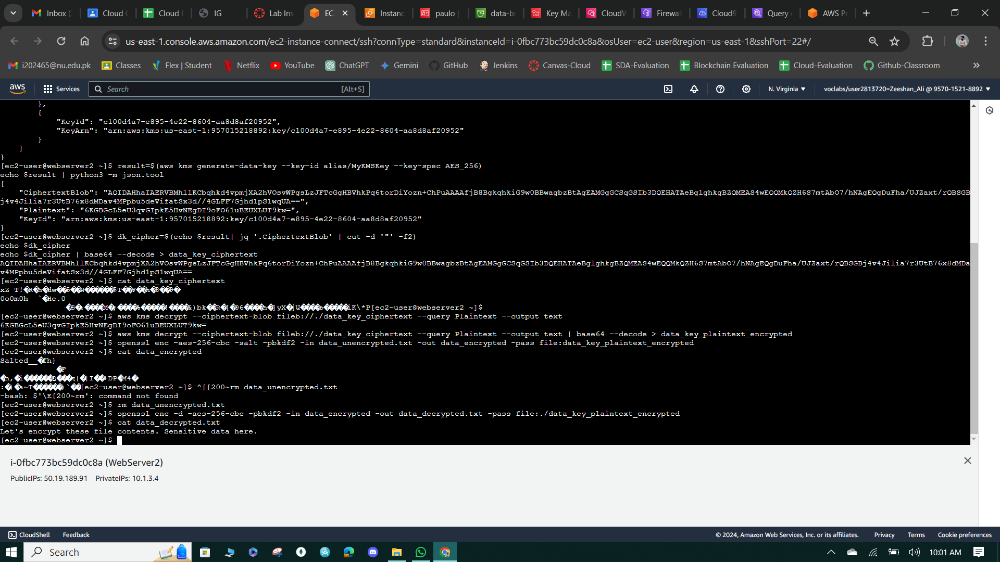 Inbox (
Cloud
Cloud
IG
Lab Ins
EC
Instanc
paulo
data-b
Key Ma
CloudW
Firewal
Cloud9
Query
AWS Pr
us-east-1.console.aws.amazon.com/ec2-instance-connect/ssh?connType=standard&instanceId=i-0fbc773bc59dc0c8a&osUser=ec2-user&region=us-east-1&sshPort=22#/
i202465@nu.edu.pk
Classes
Flex | Student
Netflix
YouTube
ChatGPT
Gemini
GitHub
Jenkins
Canvas-Cloud
SDA-Evaluation
Blockchain Evaluation
Cloud-Evaluation
Github-Classroom
aws
Services
Search
[Alt+S]
N. Virginia
voclabs/user2813720=Zeeshan_Ali @ 9570-1521-8892
},
{
"KeyId": "c100d4a7-e895-4e22-8604-aa8d8af20952",
"KeyArn": "arn:aws:kms:us-east-1:957015218892:key/c100d4a7-e895-4e22-8604-aa8d8af20952"
}
]
}
[ec2-user@webserver2 ~]$ result=$(aws kms generate-data-key --key-id alias/MyKMSKey --key-spec AES_256)
echo $result | python3 -m json.tool
{
"CiphertextBlob": "AQIDAHhaIAERVBMhllKCbqhkd4vpmjXA2hVOsvWPgsLzJFTcGgHBVhkPq6torDiYozn+ChPuAAAAfjB8BgkqhkiG9w0BBwagbzBtAgEAMGgGCSqGSIb3DQEHATAeBglghkgBZQMEAS4wEQQMkQZH6S7mtAbO7/hNAgEQgDuFha/UJZaxt/rQBSGB
j4v4Jilia7r3UtB76x8dMDav4MPpbu5deVifatSx3d//4GLFF7Gjhd1pS1wqUA==",
"Plaintext": "6KGBGcL5eU3qvGIpkE5HvNEgDI9oFO61uBEUXLUT9kw=",
"KeyId": "arn:aws:kms:us-east-1:957015218892:key/c100d4a7-e895-4e22-8604-aa8d8af20952"
}
[ec2-user@webserver2 ~]$ dk_cipher=$(echo $result| jq '.CiphertextBlob' | cut -d '"' -f2)
echo $dk_cipher
echo $dk_cipher | base64 --decode > data_key_ciphertext
AQIDAHhaIAERVBMhllKCbqhkd4vpmjXA2hVOsvWPgsLzJFTcGgHBVhkPq6torDiYozn+ChPuAAAAfjB8BgkqhkiG9w0BBwagbzBtAgEAMGgGCSqGSIb3DQEHATAeBglghkgBZQMEAS4wEQQMkQZH6S7mtAbO7/hNAgEQgDuFha/UJZaxt/rQBSGBj4v4Jilia7r3UtB76x8dMDa
v4MPpbu5deVifatSx3d//4GLFF7Gjhd1pS1wqUA==
[ec2-user@webserver2 ~]$ cat data_key_ciphertext
xZ T!
0o0m0h `�He.0
[ec2-user@webserver2 ~]$
[ec2-user@webserver2 ~]$ aws kms decrypt --ciphertext-blob fileb://./data_key_ciphertext --query Plaintext --output text
6KGBGcL5eU3qvGIpkE5HvNEgDI9oFO61uBEUXLUT9kw=
[ec2-user@webserver2 ~]$ aws kms decrypt --ciphertext-blob fileb://./data_key_ciphertext --query Plaintext --output text | base64 --decode > data_key_plaintext_encrypted
[ec2-user@webserver2 ~]$ openssl enc -aes-256-cbc -salt -pbkdf2 -in data_unencrypted.txt -out data_encrypted -pass file:data_key_plaintext_encrypted
[ec2-user@webserver2 ~]$ cat data_encrypted
Salted__�fh}
[ec2-user@webserver2 ~]$ ^[[200~rm data_unencrypted.txt
-bash: $'\E[200~rm': command not found
[ec2-user@webserver2 ~]$ rm data_unencrypted.txt
[ec2-user@webserver2 ~]$ openssl enc -d -aes-256-cbc -pbkdf2 -in data_encrypted -out data_decrypted.txt -pass file:./data_key_plaintext_encrypted
[ec2-user@webserver2 ~]$ cat data_decrypted.txt
Let's encrypt these file contents. Sensitive data here.
[ec2-user@webserver2 ~]$
i-0fbc773bc59dc0c8a (WebServer2)
PublicIPs: 50.19.189.91 PrivateIPs: 10.1.3.4
CloudShell
Feedback
© 2024, Amazon Web Services, Inc. or its affiliates.
Privacy
Terms
Cookie preferences
Search
10:01 AM